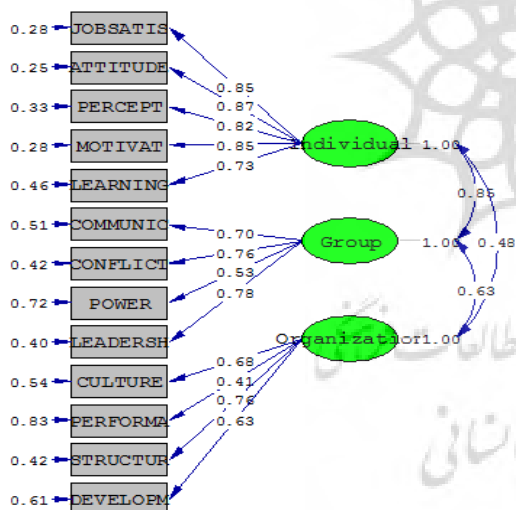 0.28 JOBSATIS
0.25 ATTITUDE 0.85
0.33 PERCEPT 0.87
0.82
0.28 MOTIVAT 0.85 Individual 1.00
0.46 LEARNING 0.73
0.85
0.51 COMMUNIC 0.70
0.42 CONFLICT 0.76 Group 1.00 0.48
0.53
0.72 POWER 0.78 0.63
0.40 LEADERSH Organization 1.00
0.54 CULTURE 0.68
0.41
0.83 PERFORMA 0.76
0.63
0.42 STRUCTUR
0.61 DEVELOPM